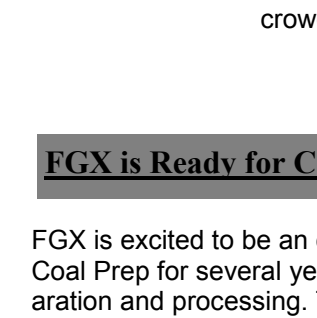 crow
FGX is Ready for C
FGX is excited to be an
Coal Prep for several ye
aration and processing.